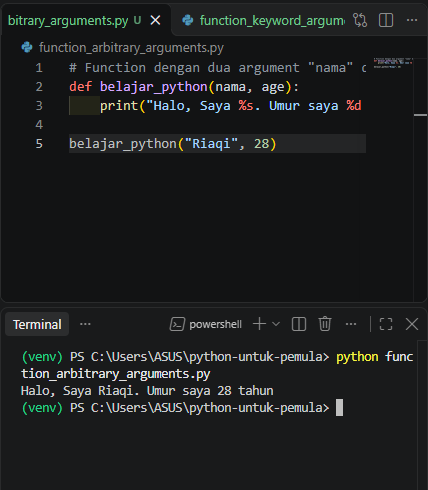 bitrary_arguments.py U
function_keyword_argum
function_arbitrary_arguments.py
1 # Function dengan dua argument "nama"
2 def belajar_python(nama, age):
3 print("Halo, Saya %s. Umur saya %d
4
5 belajar_python("Riaqi", 28)
Terminal
powershell
(venv) PS C:\Users\ASUS\python-untuk-pemula> python func
tion_arbitrary_arguments.py
Halo, Saya Riaqi. Umur saya 28 tahun
(venv) PS C:\Users\ASUS\python-untuk-pemula>